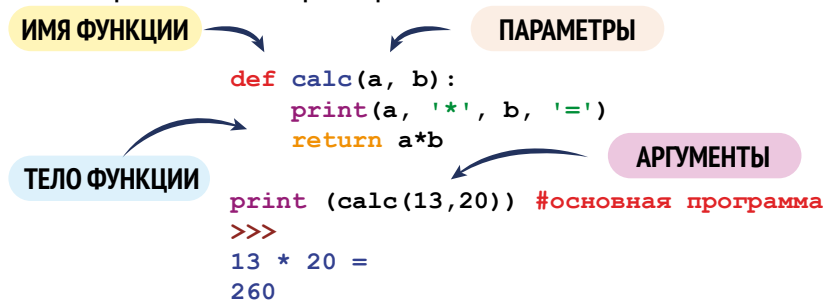 ИМЯ ФУНКЦИИ
ПАРАМЕТРЫ
def calc(a, b):
    print(a, '*', b, '=')
    return a*b
ТЕЛО ФУНКЦИИ
АРГУМЕНТЫ
print (calc(13,20)) #основная программа
>>>
13 * 20 =
260